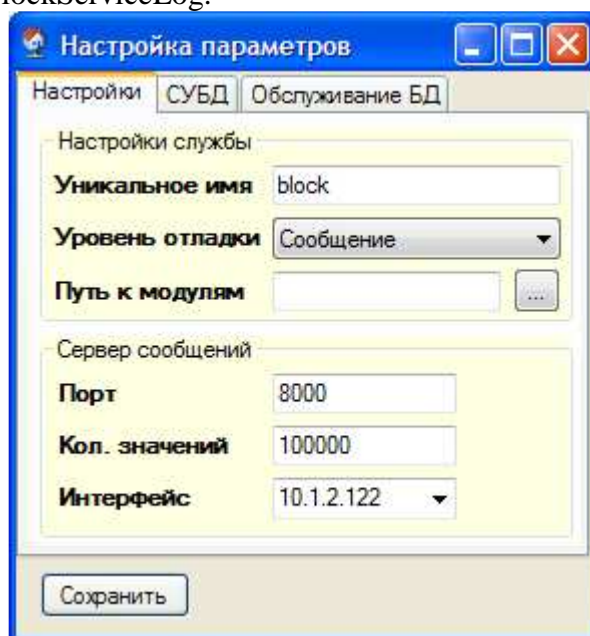 lockServiceLog.
Настройка параметров
Настройки СУБД Обслуживание БД
Настройки службы
Уникальное имя block
Уровень отладки Сообщение
Путь к модулям ...
Сервер сообщений
Порт 8000
Кол. значений 100000
Интерфейс 10.1.2.122
Сохранить